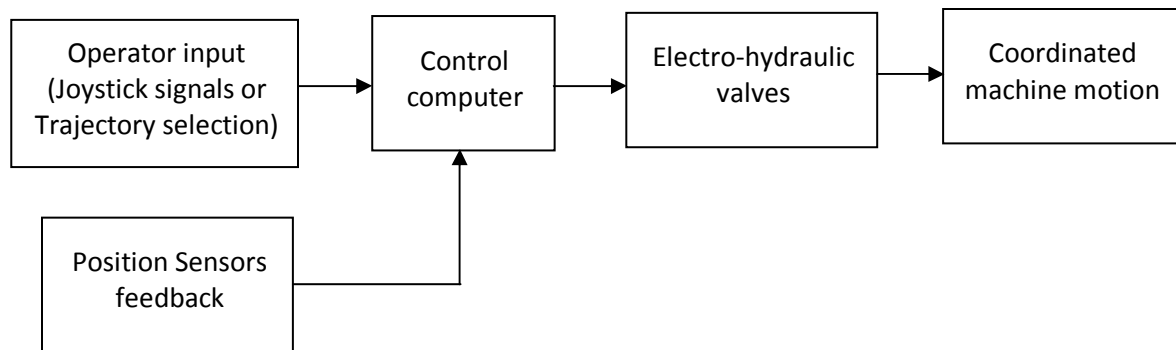 Operator input
(Joystick signals or
Trajectory selection)
Control
computer
Electro-hydraulic
valves
Coordinated
machine motion
Position Sensors
feedback